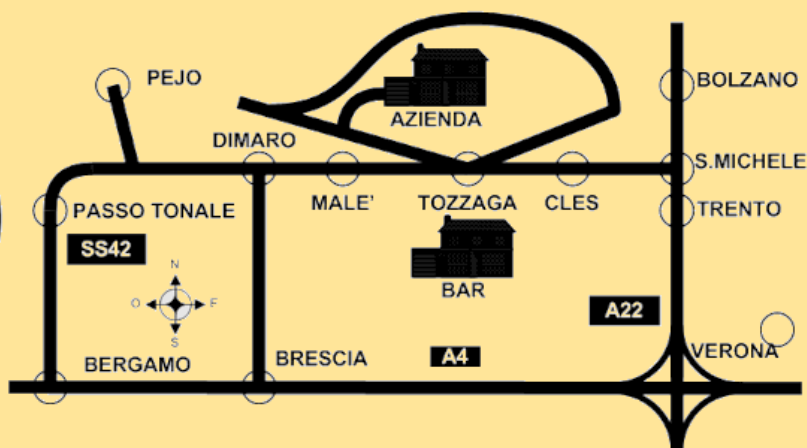 PEJO
BOLZANO
AZIENDA
DIMARO
S.MICHELE
MALE'
TOZZAGA
CLES
PASSO TONALE
TRENTO
SS42
N
O
E
S
BAR
A22
VERONA
BERGAMO
BRESCIA
A4